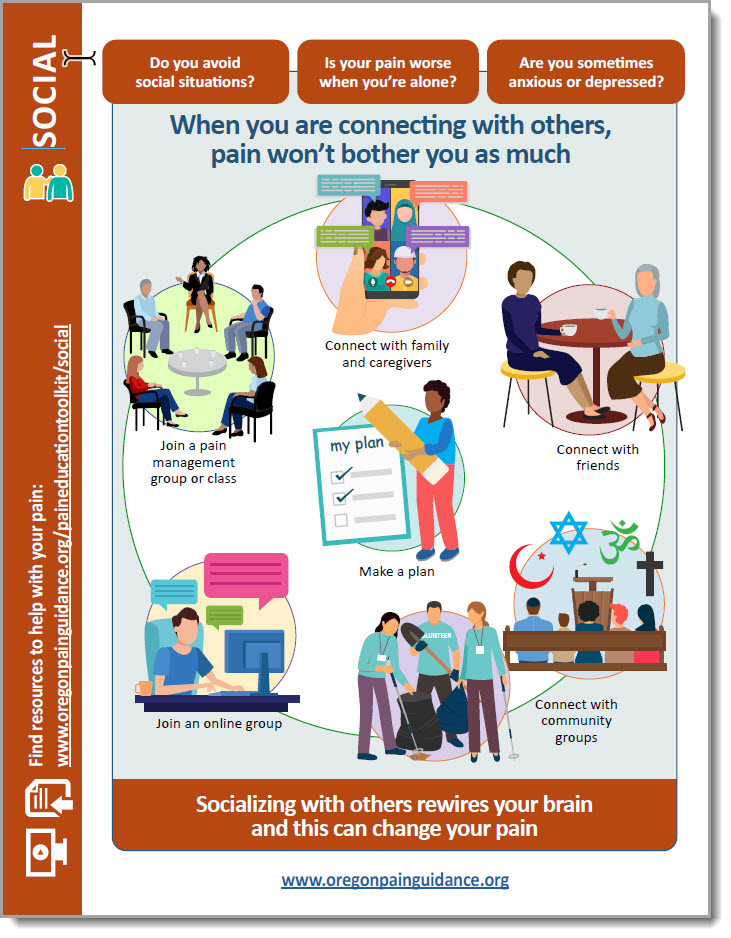 SOCIAL
Find resources to help with your pain:
www.oregonpainguidance.org/paineducationtoolkit/social
Do you avoid
social situations?
Is your pain worse
when you're alone?
Are you sometimes
anxious or depressed?
When you are connecting with others,
pain won't bother you as much
Connect with family
and caregivers
Join a pain
management
group or class
Connect with
friends
my plan
Make a plan
Join an online group
VOLUNTEER
Connect with
community
groups
Socializing with others rewires your brain
and this can change your pain
www.oregonpainguidance.org